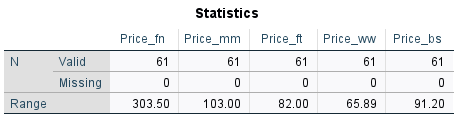 Statistics
Price_fn Price_mm Price_ft Price_ww Price_bs
N Valid 61 61 61 61 61
Missing 0 0 0 0 0
Range 303.50 103.00 82.00 65.89 91.20